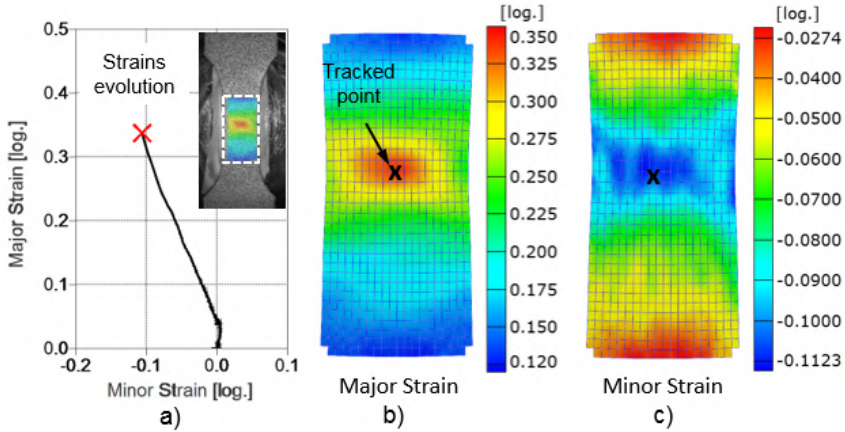 0.5
0.4
0.3
0.2
0.1
0.0
-0.2
-0.1
0.0
0.1
Major Strain [log.]
Minor Strain [log.]
Strains
evolution
a)
Tracked
point
X
Major Strain
b)
[log.]
0.350
0.325
0.300
0.275
0.250
0.225
0.200
0.175
0.150
0.120
X
Minor Strain
c)
[log.]
-0.0274
-0.0400
-0.0500
-0.0600
-0.0700
-0.0800
-0.0900
-0.1000
-0.1123